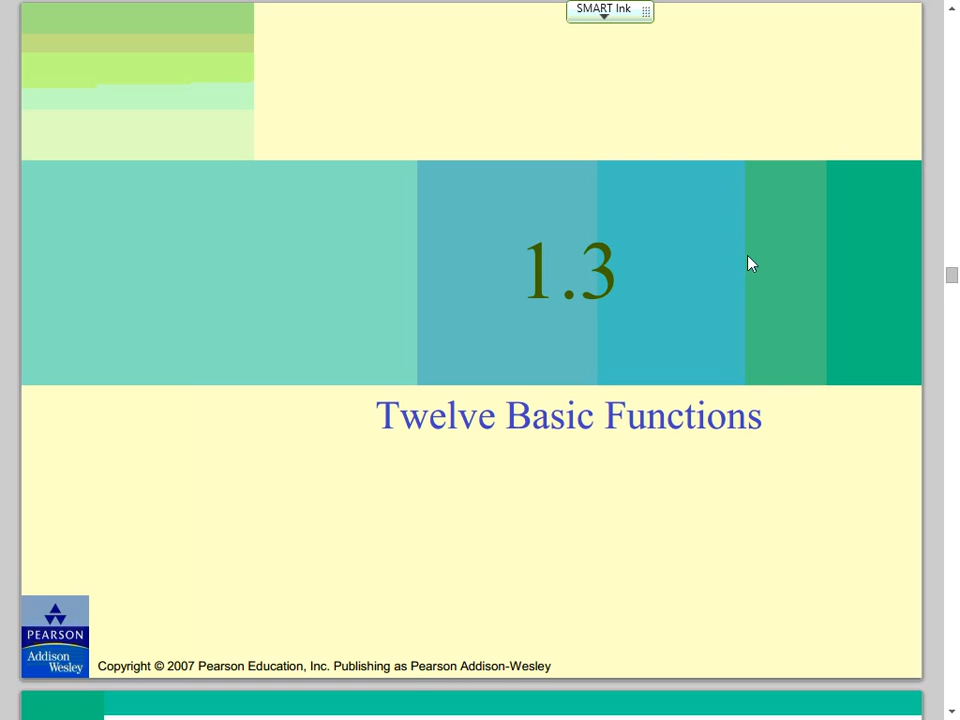 SMART Ink
1.3
Twelve Basic Functions
PEARSON
Addison
Wesley
Copyright © 2007 Pearson Education, Inc. Publishing as Pearson Addison-Wesley